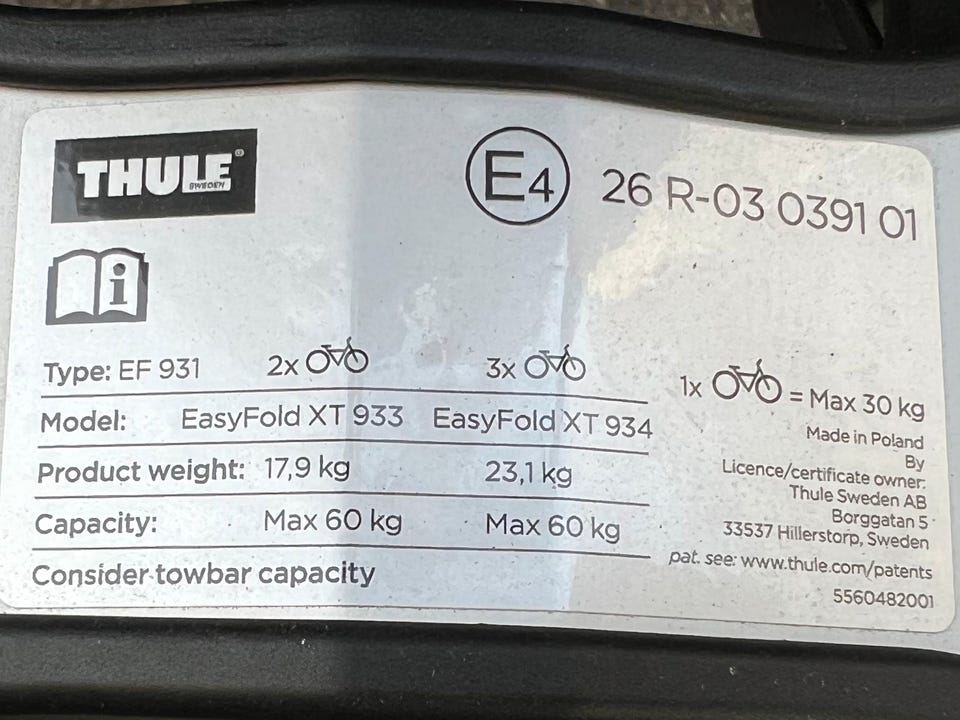 THULE®
SWEDEN
E4
26 R-03 0391 01
i
Type: EF 931 2x 3x
Model: EasyFold XT 933 EasyFold XT 934
Product weight: 17,9 kg 23,1 kg
Capacity: Max 60 kg Max 60 kg
Consider towbar capacity
1x = Max 30 kg
Made in Poland
By
Licence/certificate owner:
Thule Sweden AB
Borggatan 5
33537 Hillerstorp, Sweden
pat. see: www.thule.com/patents
5560482001